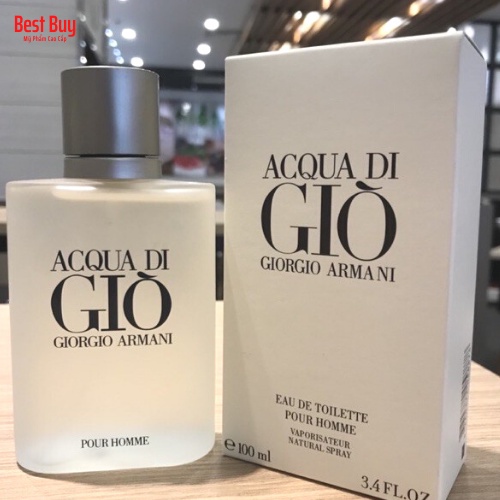 Best Buy
Mỹ Phẩm Cao Cấp
ACQUA DI
GIÒ
GIORGIO ARMANI
POUR HOMME
ACQUA DI
GIÒ
GIORGIO ARMANI
EAU DE TOILETTE
POUR HOMME
VAPORISATEUR
NATURAL SPRAY
℮ 100 ml
3.4 FL.OZ